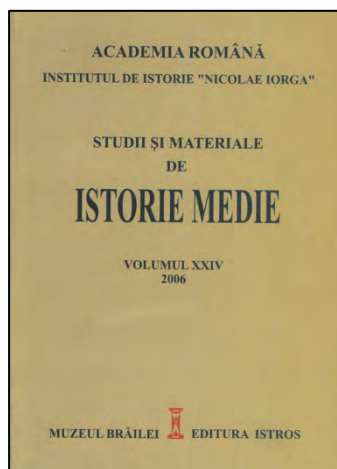 ACADEMIA ROMÂNĂ
INSTITUTUL DE ISTORIE "NICOLAE IORGA"
STUDII ȘI MATERIALE
DE
ISTORIE MEDIE
VOLUMUL XXIV
2006
MUZEUL BRĂILEI EDITURA ISTROS